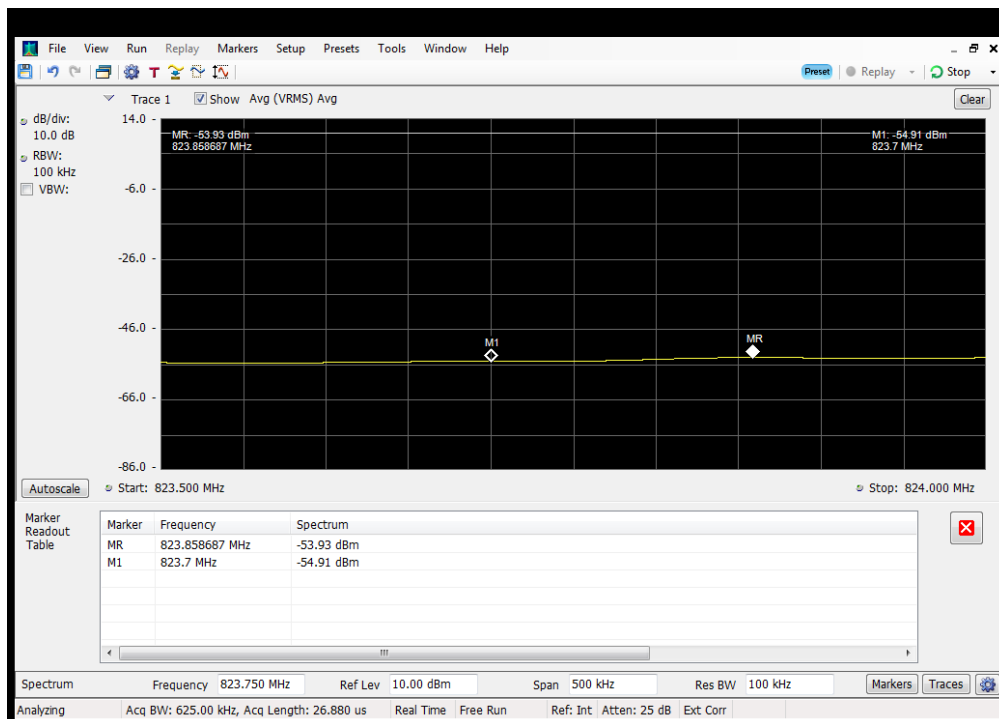 File View Run Replay Markers Setup Presets Tools Window Help
T Preset Replay Stop
Trace 1 Show Avg (VRMS) Avg Clear
dB/div:
10.0 dB
RBW:
100 kHz
VBW:
14.0
-6.0
-26.0
-46.0
-66.0
-86.0
MR: -53.93 dBm
823.858687 MHz
M1: -54.91 dBm
823.7 MHz
M1
MR
Autoscale Start: 823.500 MHz Stop: 824.000 MHz
Marker
Readout
Table
Marker Frequency Spectrum
MR 823.858687 MHz -53.93 dBm
M1 823.7 MHz -54.91 dBm
Spectrum Frequency 823.750 MHz Ref Lev 10.00 dBm Span 500 kHz Res BW 100 kHz Markers Traces
Analyzing Acq BW: 625.00 kHz, Acq Length: 26.880 us Real Time Free Run Ref: Int Atten: 25 dB Ext Corr